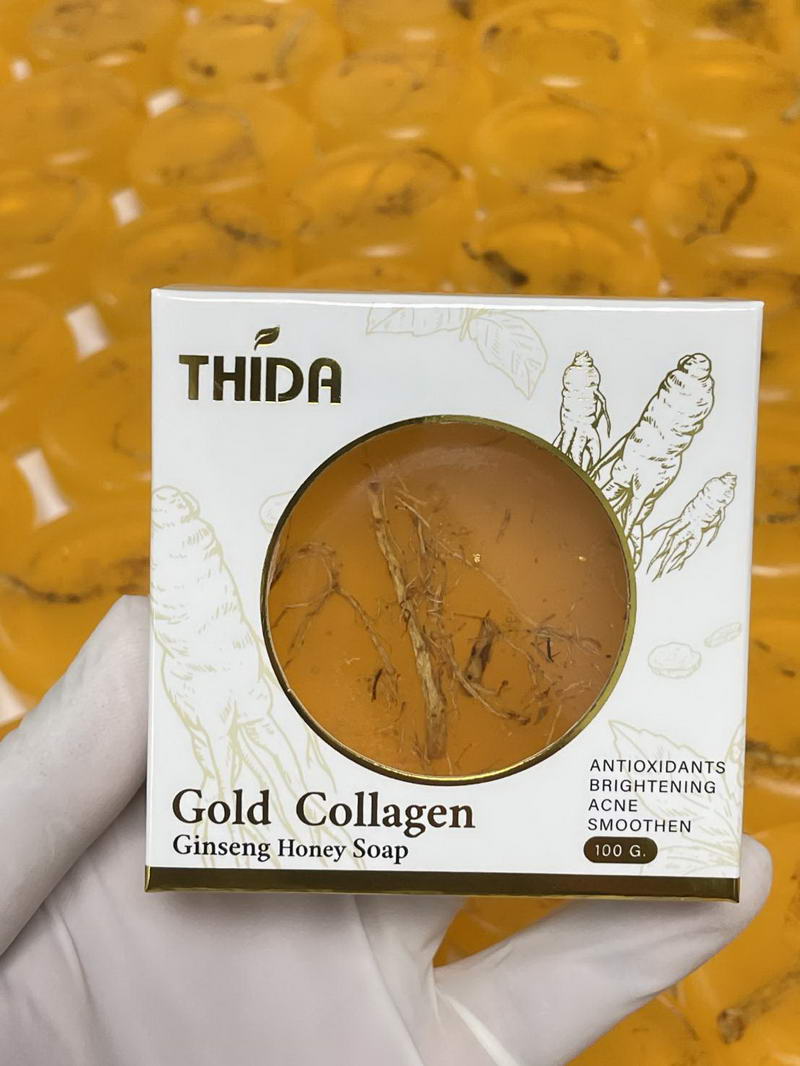 THIDA
Gold Collagen
Ginseng Honey Soap
ANTIOXIDANTS
BRIGHTENING
ACNE
SMOOTHEN
100 G.